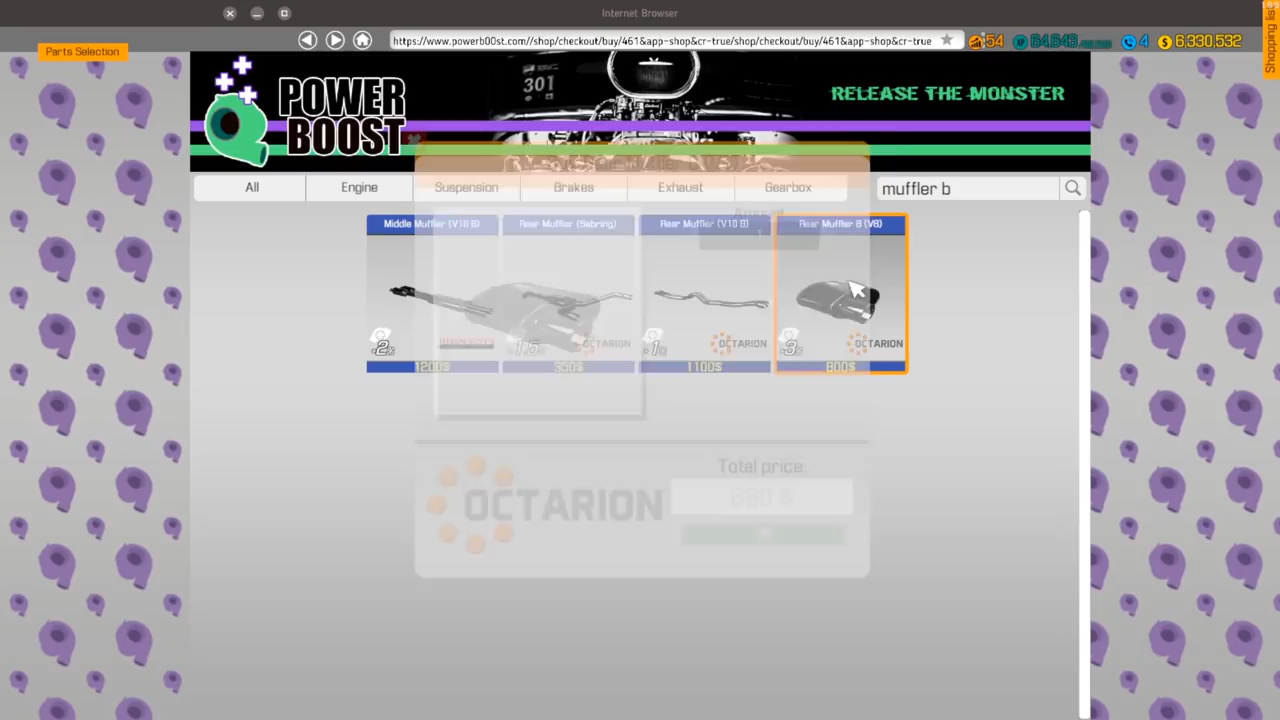 Internet Browser
Parts Selection
https://www.powerb00st.com//shop/checkout/buy/461&app-shop&cr-true/shop/checkout/buy/461&app-shop&cr-true
54
4
6,330,532
Shopping list
POWER
BOOST
301
RELEASE THE MONSTER
All
Engine
Suspension
Brakes
Exhaust
Gearbox
muffler b
Middle Muffler (V10 B)
Rear Muffler (Sebring)
Rear Muffler (V10 B)
Rear Muffler B (V8)
OCTARION
OCTARION
OCTARION
1200$
350$
1100$
800$
OCTARION
Total price: